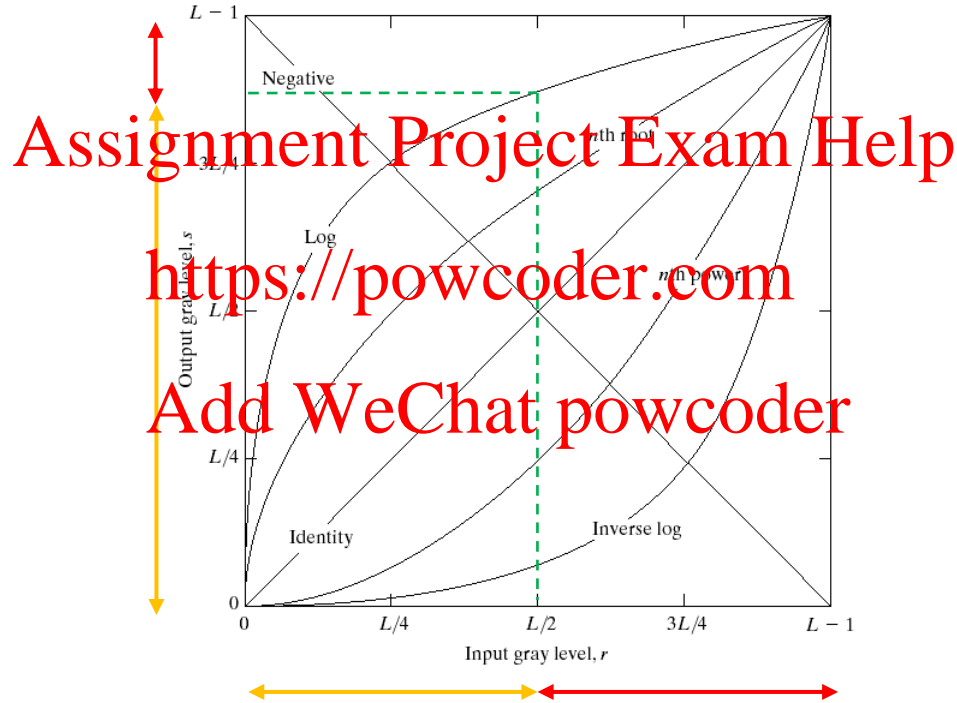 L − 1
Negative
nth root
Assignment Project Exam Help
3L/4
Log
https://powcoder.com
nth power
Output gray level, s
L/2
Add WeChat powcoder
L/4
Identity
Inverse log
0
0 L/4 L/2 3L/4 L − 1
Input gray level, r